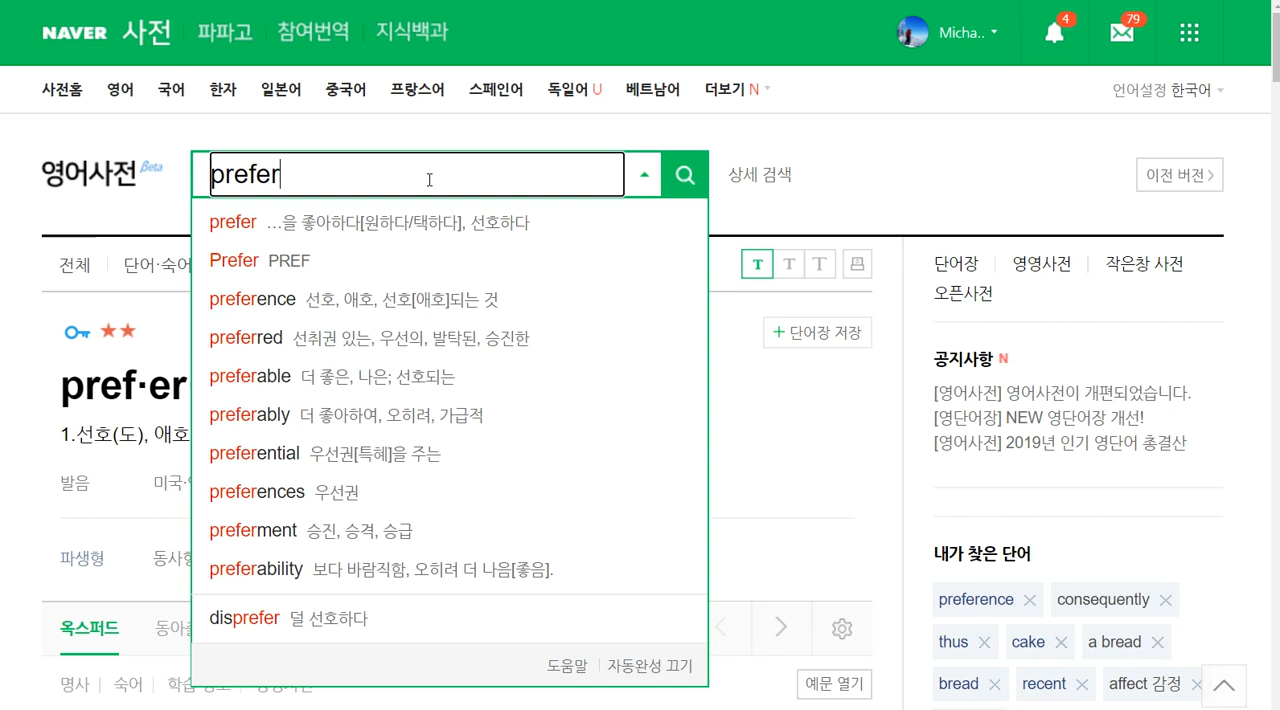 NAVER 사전 파파고 참여번역 지식백과 Micha.. 4 79
사전홈 영어 국어 한자 일본어 중국어 프랑스어 스페인어 독일어 U 베트남어 더보기 N 언어설정 한국어
영어사전 Beta prefer 상세 검색 이전 버전
prefer …을 좋아하다[원하다/택하다], 선호하다
Prefer PREF
preference 선호, 애호, 선호[애호]되는 것
preferred 선취권 있는, 우선의, 발탁된, 승진한
preferable 더 좋은, 나은; 선호되는
preferably 더 좋아하여, 오히려, 가급적
preferential 우선권[특혜]을 주는
preferences 우선권
preferment 승진, 승격, 승급
preferability 보다 바람직함, 오히려 더 나음[좋음].
disprefer 덜 선호하다
도움말 자동완성 끄기
전체 단어·숙어
T T T
+ 단어장 저장
pref·er
1.선호(도), 애호
발음 미국·
파생형 동사형
옥스퍼드 동아출
명사 숙어 학습
예문 열기
단어장 영영사전 작은창 사전
오픈사전
공지사항 N
[영어사전] 영어사전이 개편되었습니다.
[영단어장] NEW 영단어장 개선!
[영어사전] 2019년 인기 영단어 총결산
내가 찾은 단어
preference consequently
thus cake a bread
bread recent affect 감정